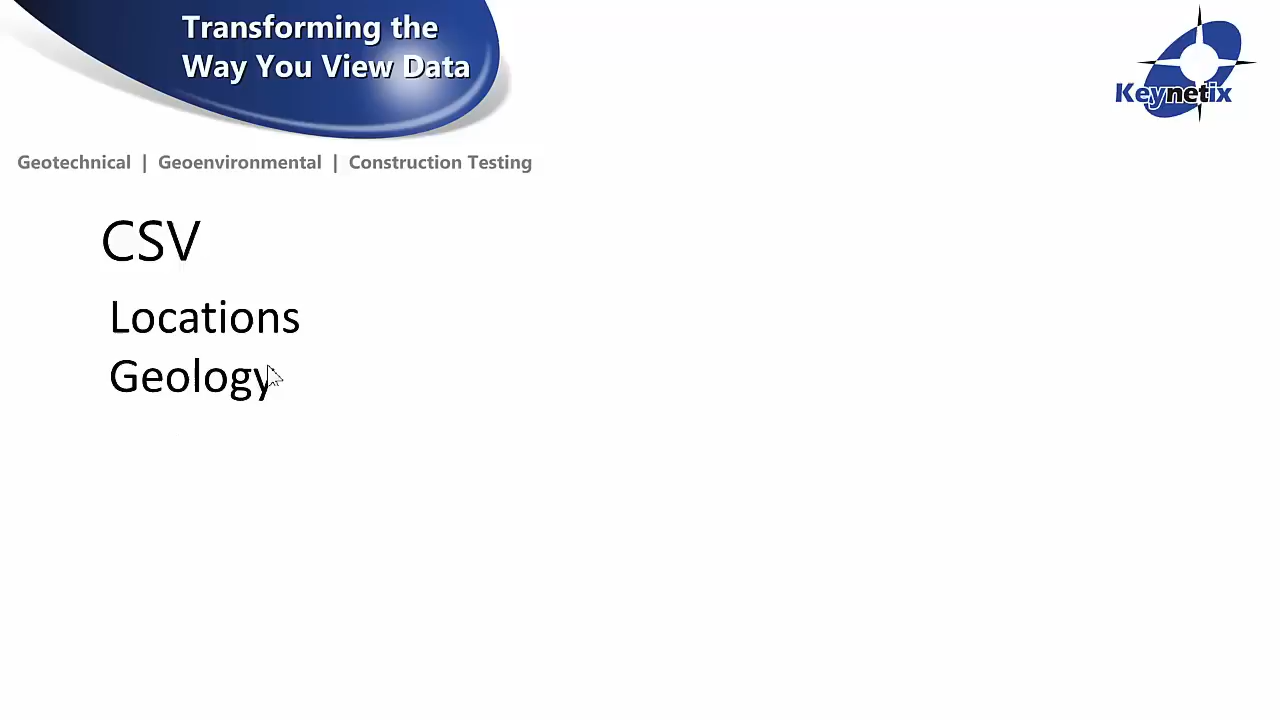 Transforming the
Way You View Data
Keynetix
Geotechnical | Geoenvironmental | Construction Testing
CSV
Locations
Geology